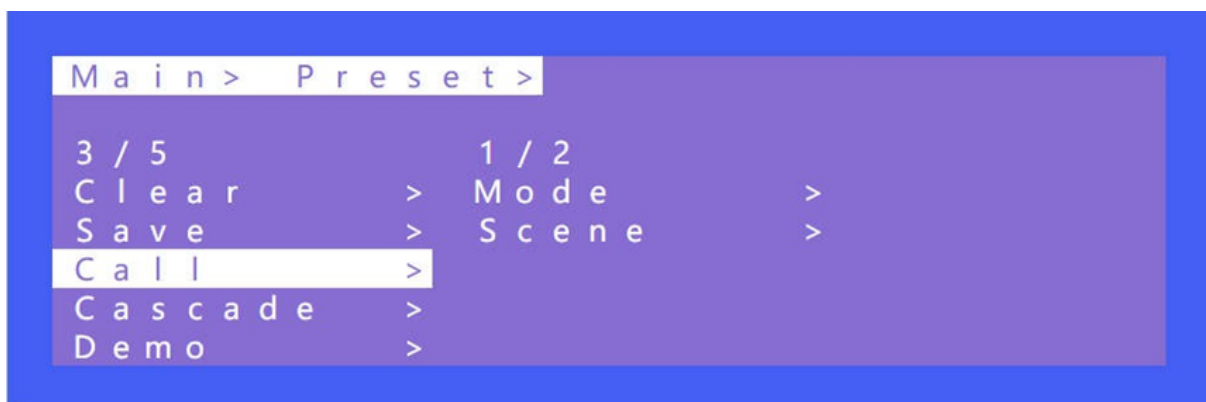 Main> Preset>
3/5 1/2
Clear > Mode >
Save > Scene >
Call >
Cascade >
Demo >